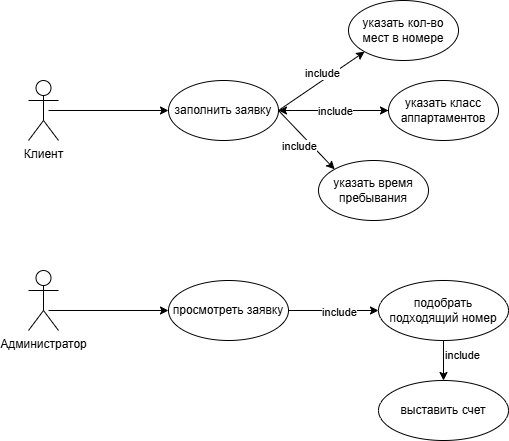 указать кол-во
мест в номере
include
заполнить заявку
include
указать класс
аппартаментов
include
Клиент
указать время
пребывания
просмотреть заявку
include
подобрать
подходящий номер
Администратор
include
выставить счет